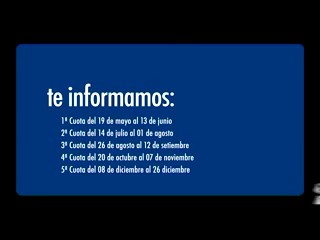 te informamos:
1ª Cuota del 19 de mayo al 13 de junio
2ª Cuota del 14 de julio al 01 de agosto
3ª Cuota del 26 de agosto al 12 de setiembre
4ª Cuota del 20 de octubre al 07 de noviembre
5ª Cuota del 08 de diciembre al 26 diciembre